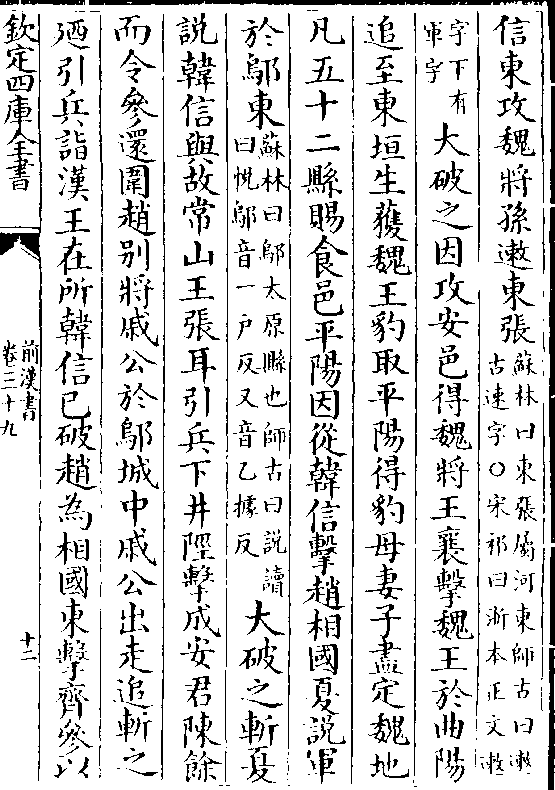 信東攻魏將孫遫東張蘇林曰東張屬河東師古曰遫古速字〇宋祁曰浙本正文遫
字下有軍字大破之因攻安邑得魏將王襄擊魏王於曲陽
追至東垣生獲魏王豹取平陽得豹母妻子盡定魏地
凡五十二縣賜食邑平陽因從韓信擊趙相國夏說軍
於鄔東蘇林曰鄔太原縣也師古曰說讀曰悅鄔音一戸反又音乙據反大破之斬夏
說韓信與故常山王張耳引兵下井陘擊成安君陳餘
而令參還圍趙别將戚公於鄔城中戚公出走追斬之
廼引兵詣漢王在所韓信已破趙為相國東擊齊參以
欽定四庫全書
前漢書
卷三十九
十二